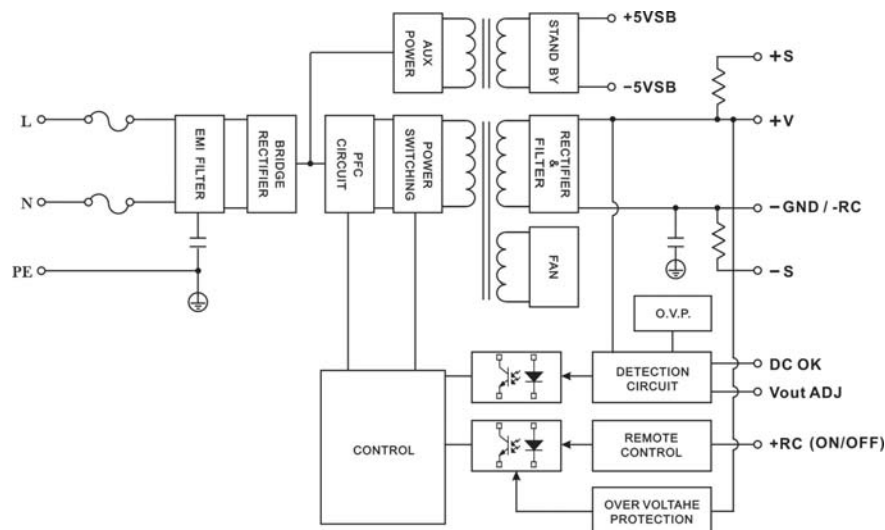 +5VSB
AUX
POWER
STAND BY
−5VSB
+S
L
EMI FILTER
BRIDGE
RECTIFIER
PFC
CIRCUIT
POWER
SWITCHING
RECTIFIER
&
FILTER
+V
N
−GND / -RC
PE
FAN
−S
O.V.P.
DETECTION
CIRCUIT
DC OK
Vout ADJ
CONTROL
REMOTE
CONTROL
+RC (ON/OFF)
OVER VOLTAHE
PROTECTION